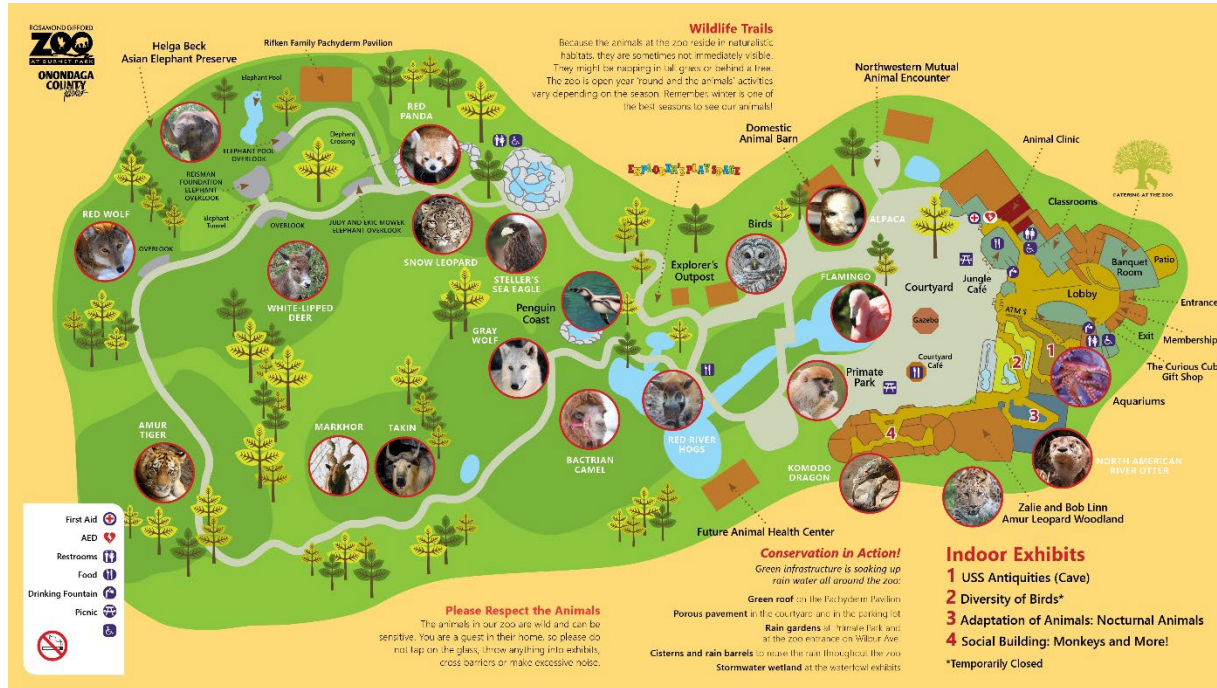 ROSAMOND GIFFORD
ZOO
AT BURNET PARK
ONONDAGA
COUNTY
parks
Helga Beck
Asian Elephant Preserve
Rifken Family Pachyderm Pavilion
Elephant Pool
ELEPHANT POOL
OVERLOOK
Elephant
Crossing
REISMAN
FOUNDATION
ELEPHANT
OVERLOOK
Elephant
Tunnel
OVERLOOK
JUDY AND ERIC MOWER
ELEPHANT OVERLOOK
RED
PANDA
RED WOLF
OVERLOOK
WHITE-LIPPED
DEER
SNOW LEOPARD
STELLER'S
SEA EAGLE
Wildlife Trails
Because the animals at the zoo reside in naturalistic
habitats, they are sometimes not immediately visible.
They might be napping in tall grass or behind a tree.
The zoo is open year 'round and the animals' activities
vary depending on the season. Remember, winter is one of
the best seasons to see our animals!
EXPLORER'S PLAY SPACE
Northwestern Mutual
Animal Encounter
Domestic
Animal Barn
Animal Clinic
CATERING AT THE ZOO
Classrooms
ALPACA
Birds
Explorer's
Outpost
FLAMINGO
Courtyard
Jungle
Café
Banquet
Room
Patio
Lobby
ATM $
Entrance
Exit
Membership
The Curious Cub
Gift Shop
Gazebo
Courtyard
Café
Primate
Park
1
2
3
4
Aquariums
Penguin
Coast
GRAY
WOLF
BACTRIAN
CAMEL
RED RIVER
HOGS
AMUR
TIGER
MARKHOR
TAKIN
KOMODO
DRAGON
NORTH AMERICAN
RIVER OTTER
Zalie and Bob Linn
Amur Leopard Woodland
Future Animal Health Center
First Aid
AED
Restrooms
Food
Drinking Fountain
Picnic
Please Respect the Animals
The animals in our zoo are wild and can be
sensitive. You are a guest in their home, so please do
not tap on the glass, throw anything into exhibits,
cross barriers or make excessive noise.
Conservation in Action!
Green infrastructure is soaking up
rain water all around the zoo:
Green roof on the Pachyderm Pavilion
Porous pavement in the courtyard and in the parking lot
Rain gardens at Primate Park and
at the zoo entrance on Wilbur Ave.
Cisterns and rain barrels to reuse the rain throughout the zoo
Stormwater wetland at the waterfowl exhibits
Indoor Exhibits
1 USS Antiquities (Cave)
2 Diversity of Birds*
3 Adaptation of Animals: Nocturnal Animals
4 Social Building: Monkeys and More!
*Temporarily Closed